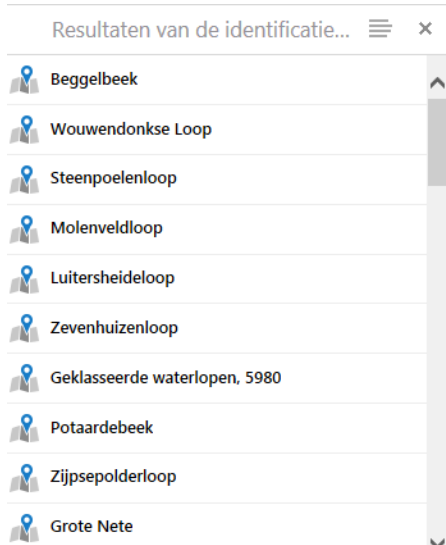 Resultaten van de identificatie...
Beggelbeek
Wouwendonkse Loop
Steenpoelenloop
Molenveldloop
Luitersheideloop
Zevenhuizenloop
Geklasseerde waterlopen, 5980
Potaardebeek
Zijpsepolderloop
Grote Nete